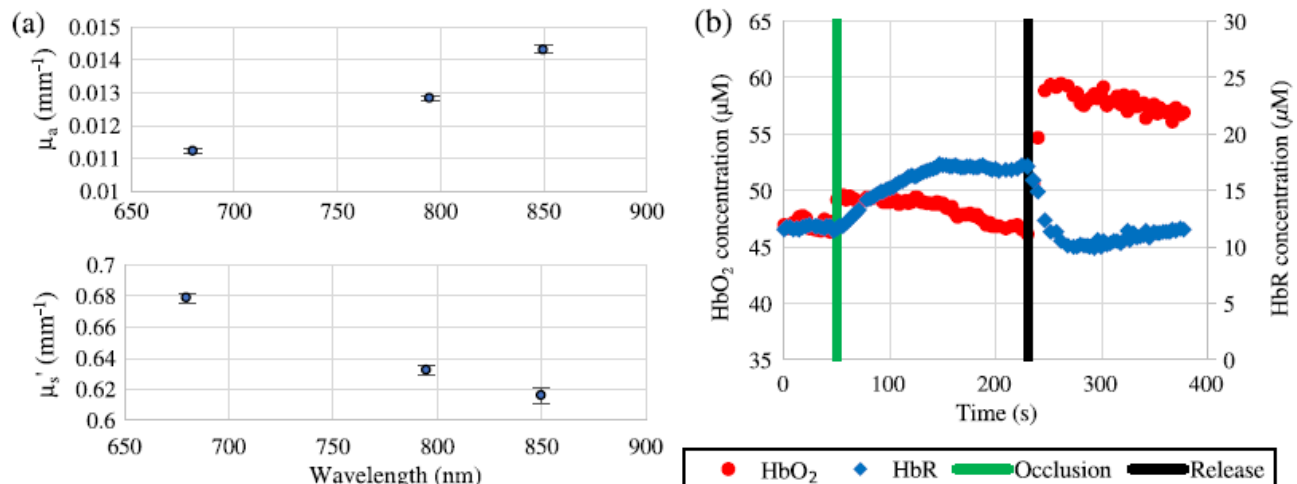 (a)
μa (mm-1)
0.015
0.014
0.013
0.012
0.011
0.01
650 700 750 800 850 900
μs' (mm-1)
0.7
0.68
0.66
0.64
0.62
0.6
650 700 750 800 850 900
Wavelength (nm)
(b)
HbO2 concentration (μM)
65
60
55
50
45
40
35
30
25
20
15
10
5
0
HbR concentration (μM)
0 100 200 300 400
Time (s)
HbO2 HbR Occlusion Release